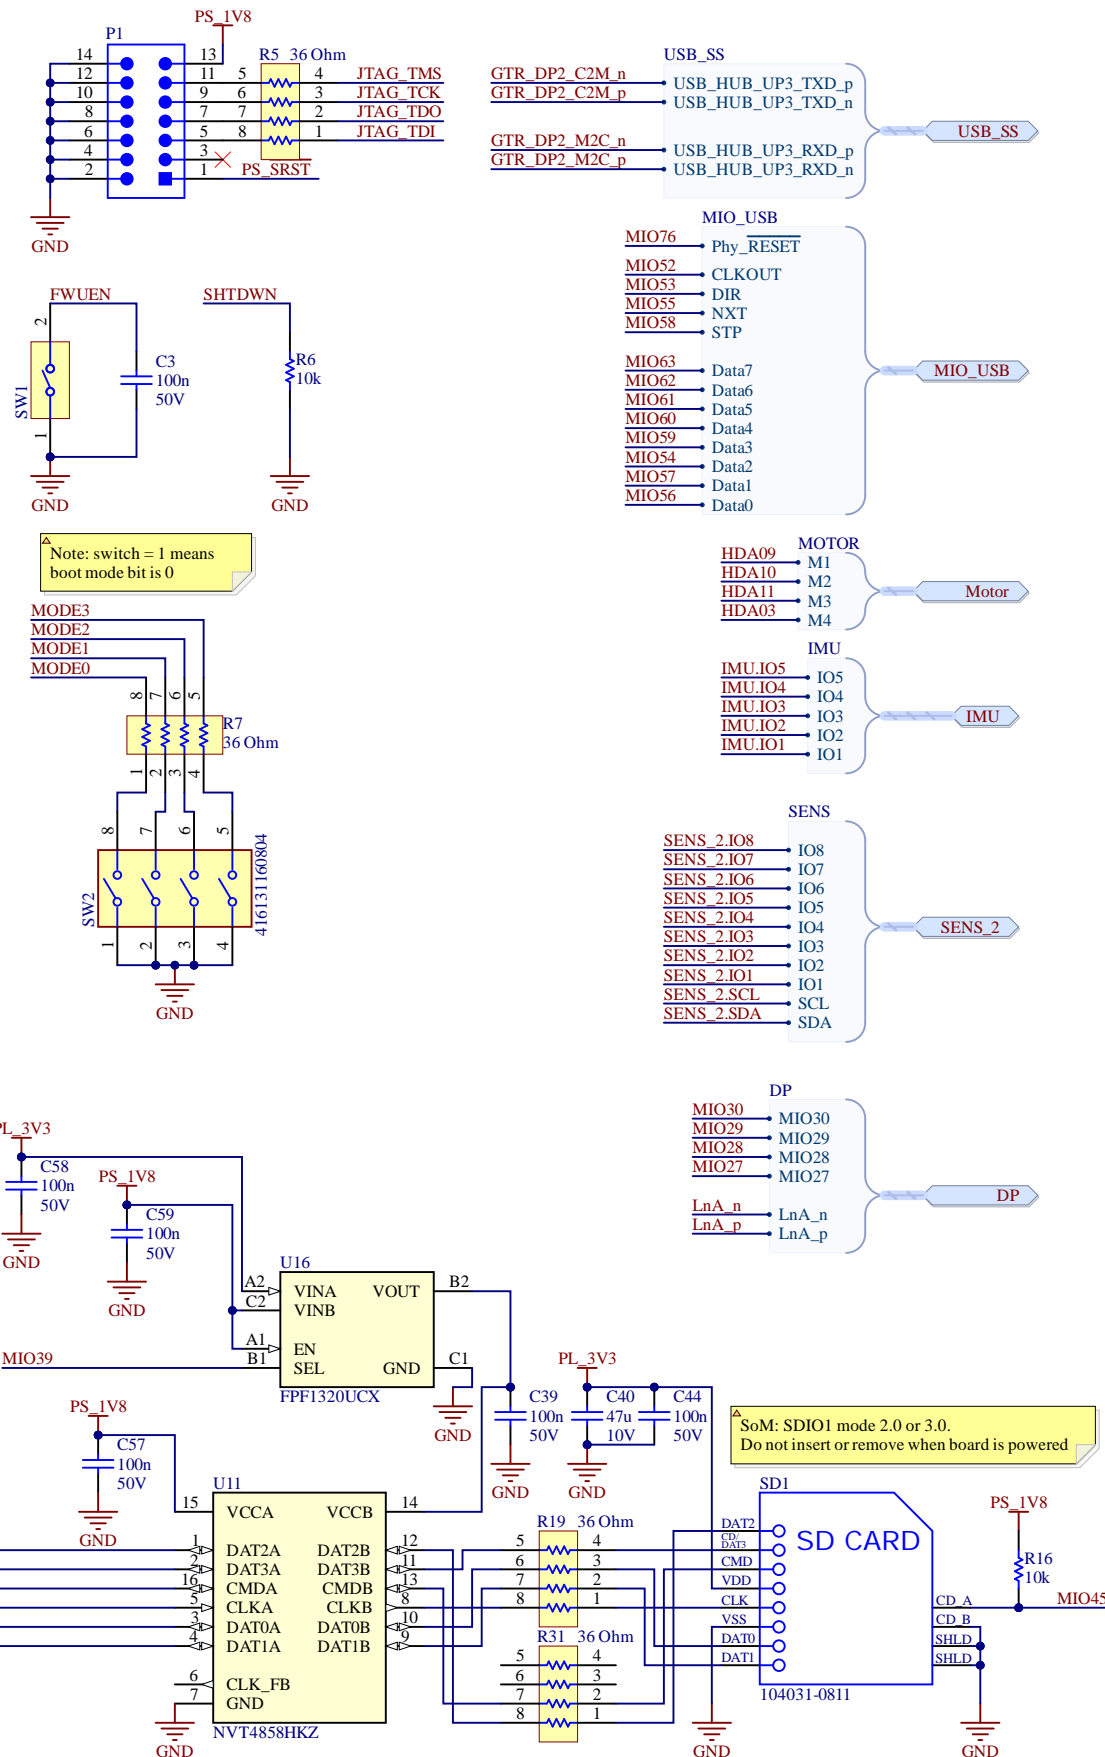 PS_1V8
P1
14
13
R5 36 Ohm
12
11
5
4
JTAG_TMS
10
9
6
3
JTAG_TCK
8
7
7
2
JTAG_TDO
6
5
8
1
JTAG_TDI
4
3
2
1
PS_SRST
GND
USB_SS
GTR_DP2_C2M_n
USB_HUB_UP3_TXD_p
GTR_DP2_C2M_p
USB_HUB_UP3_TXD_n
USB_SS
GTR_DP2_M2C_n
USB_HUB_UP3_RXD_p
GTR_DP2_M2C_p
USB_HUB_UP3_RXD_n
MIO_USB
MIO76
Phy_RESET
MIO52
CLKOUT
MIO53
DIR
MIO55
NXT
MIO58
STP
MIO63
Data7
MIO_USB
MIO62
Data6
MIO61
Data5
MIO60
Data4
MIO59
Data3
MIO54
Data2
MIO57
Data1
MIO56
Data0
FWUEN
2
SW1
1
C3
100n
50V
GND
SHTDWN
R6
10k
GND
Note: switch = 1 means
boot mode bit is 0
MODE3
MODE2
MODE1
MODE0
8
7
6
5
R7
36 Ohm
1
2
3
4
8
7
6
5
SW2
416131160804
1
2
3
4
GND
MOTOR
HDA09
M1
HDA10
M2
HDA11
M3
HDA03
M4
Motor
IMU
IMU.IO5
IO5
IMU.IO4
IO4
IMU.IO3
IO3
IMU.IO2
IO2
IMU.IO1
IO1
IMU
SENS
SENS_2.IO8
IO8
SENS_2.IO7
IO7
SENS_2.IO6
IO6
SENS_2.IO5
IO5
SENS_2.IO4
IO4
SENS_2.IO3
IO3
SENS_2.IO2
IO2
SENS_2.IO1
IO1
SENS_2.SCL
SCL
SENS_2.SDA
SDA
SENS_2
DP
MIO30
MIO30
MIO29
MIO29
MIO28
MIO28
MIO27
MIO27
LnA_n
LnA_n
LnA_p
LnA_p
DP
PL_3V3
C58
100n
50V
GND
PS_1V8
C59
100n
50V
GND
U16
A2
VINA
VOUT
B2
C2
VINB
A1
EN
MIO39
B1
SEL
GND
C1
FPF1320UCX
GND
C39
100n
50V
GND
PL_3V3
C40
47u
10V
C44
100n
50V
GND
PS_1V8
C57
100n
50V
GND
U11
15
VCCA
VCCB
14
1
DAT2A
DAT2B
12
2
DAT3A
DAT3B
11
16
CMDA
CMDB
13
5
CLKA
CLKB
8
3
DAT0A
DAT0B
10
4
DAT1A
DAT1B
9
6
CLK_FB
7
GND
NVT4858HKZ
GND
R19 36 Ohm
5
4
6
3
7
2
8
1
R31 36 Ohm
5
4
6
3
7
2
8
1
SoM: SDIO1 mode 2.0 or 3.0.
Do not insert or remove when board is powered
SD1
SD CARD
DAT2
CD/
DAT3
CMD
VDD
CLK
VSS
DAT0
DAT1
CD_A
CD_B
SHLD
SHLD
104031-0811
PS_1V8
R16
10k
MIO45
GND
GND